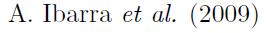 A. Ibarra et al. (2009)